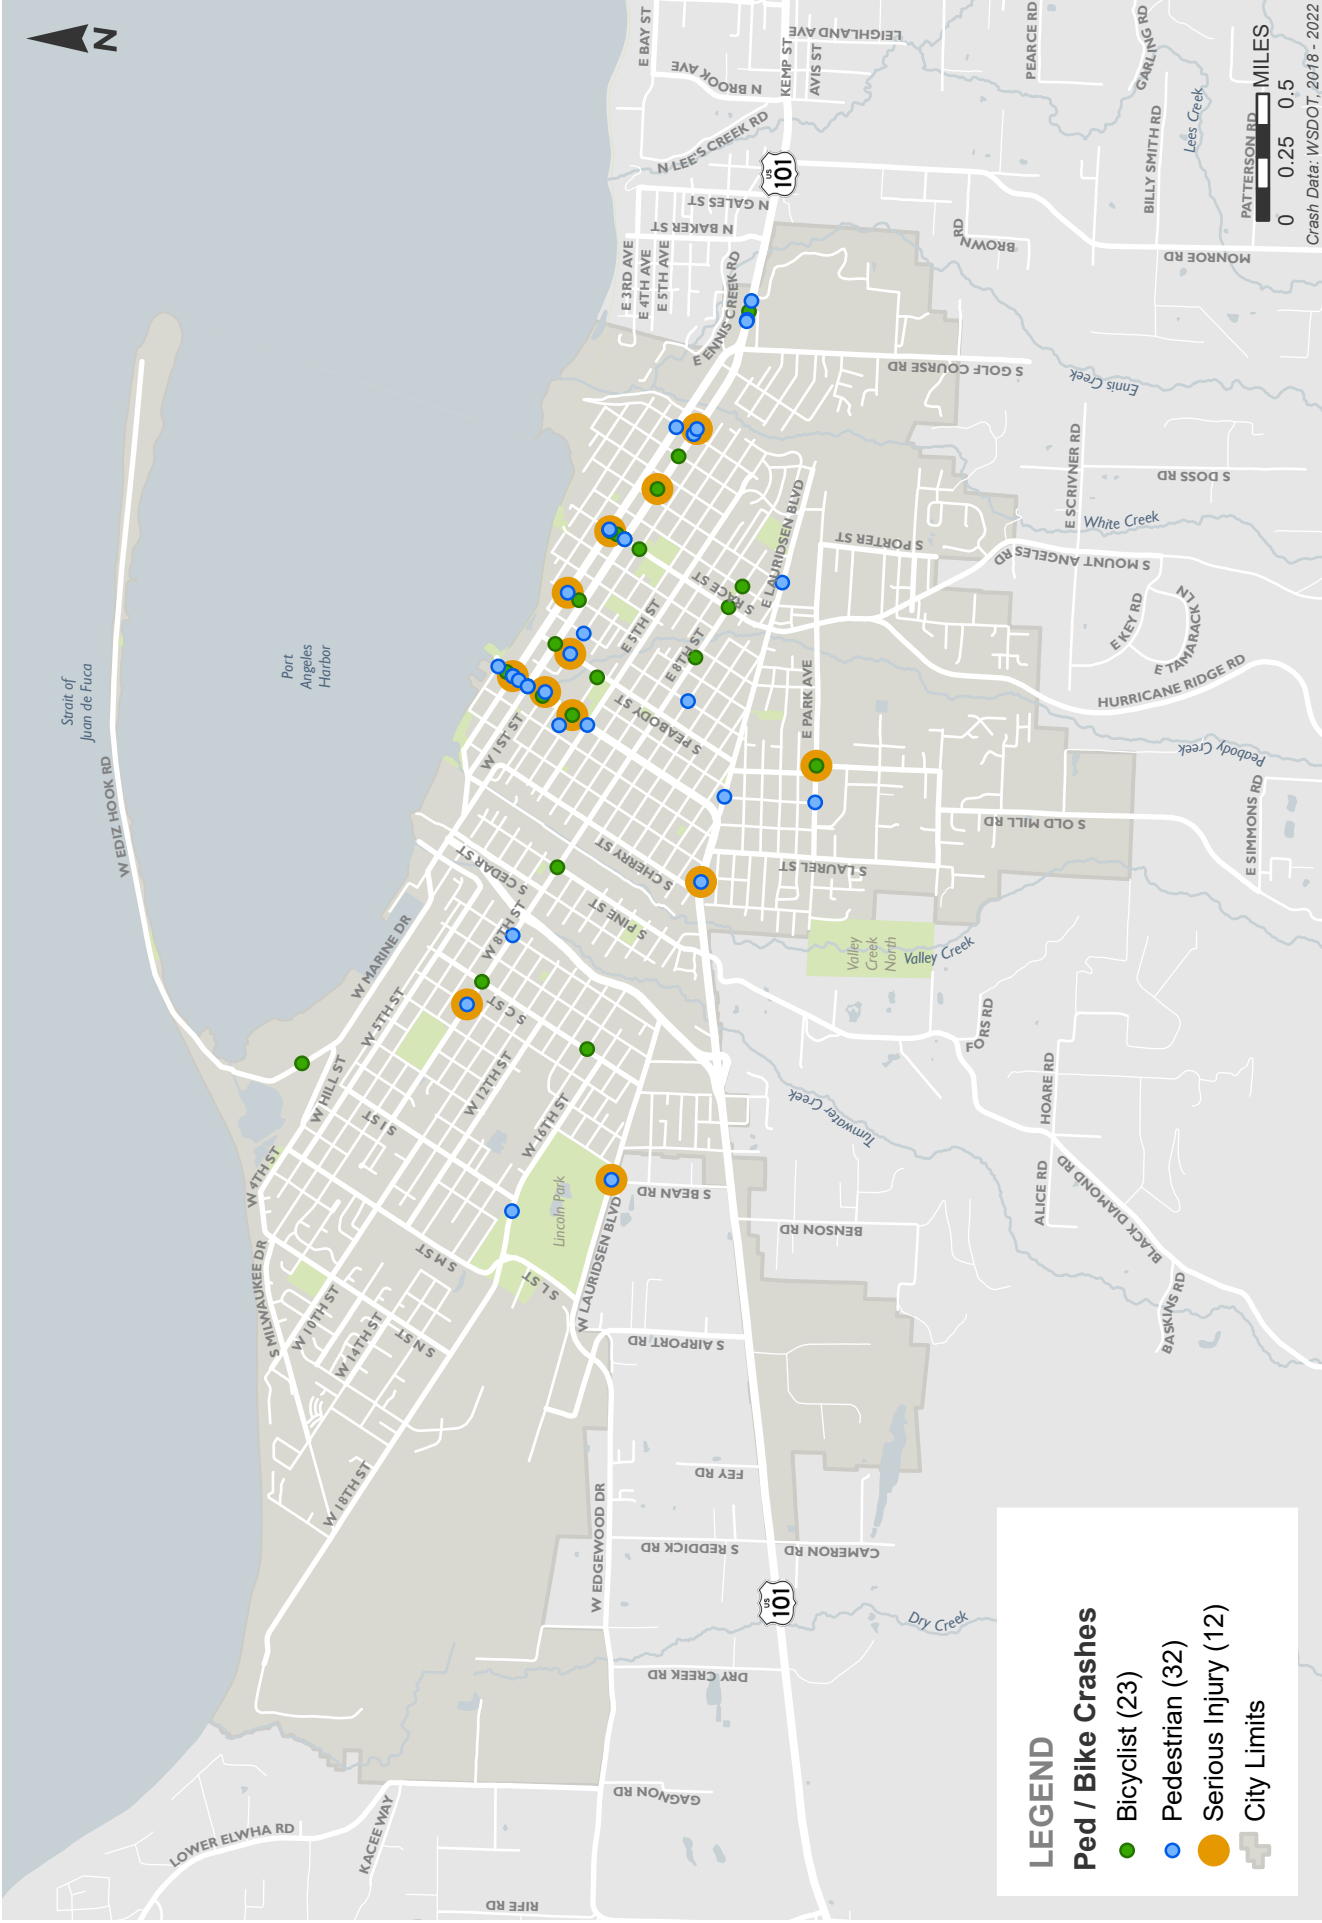 N
Strait of
Juan de Fuca
Port
Angeles
Harbor
W EDIZ HOOK RD
E BAY ST
N BROOK AVE
LEIGHLAND AVE
KEMP ST
AVIS ST
PEARCE RD
GARLING RD
N LEE'S CREEK RD
US
101
N GALES ST
N BAKER ST
E 3RD AVE
E 4TH AVE
E 5TH AVE
E ENNIS CREEK RD
BROWN
RD
BILLY SMITH RD
Lees Creek
PATTERSON RD
MONROE RD
S GOLF COURSE RD
Ennis Creek
E SCRIVNER RD
S DOSS RD
White Creek
S MOUNT ANGELES RD
S PORTER ST
E LAURIDSEN BLVD
S RACE ST
E 5TH ST
E 8TH ST
S PEABODY ST
E PARK AVE
E KEY RD
E TAMARACK
LN
HURRICANE RIDGE RD
Peabody Creek
E SIMMONS RD
S OLD MILL RD
S LAUREL ST
W 1ST ST
S CHERRY ST
S CEDAR ST
S PINE ST
W 8TH ST
W MARINE DR
W 5TH ST
S C ST
W HILL ST
S I ST
W 12TH ST
W 16TH ST
W 4TH ST
S MILWAUKEE DR
W 10TH ST
W 14TH ST
S M ST
S N ST
S L ST
W 18TH ST
Lincoln Park
W LAURIDSEN BLVD
S BEAN RD
Valley
Creek
North
Valley Creek
FORS RD
Tumwater Creek
HOARE RD
ALICE RD
BLACK DIAMOND RD
BASKINS RD
BENSON RD
S AIRPORT RD
FEY RD
W EDGEWOOD DR
S REDDICK RD
CAMERON RD
US
101
Dry Creek
DRY CREEK RD
GAGNON RD
LOWER ELWHA RD
KACEE WAY
RIFE RD
LEGEND
Ped / Bike Crashes
Bicyclist (23)
Pedestrian (32)
Serious Injury (12)
City Limits
MILES
0 0.25 0.5
Crash Data: WSDOT, 2018 - 2022